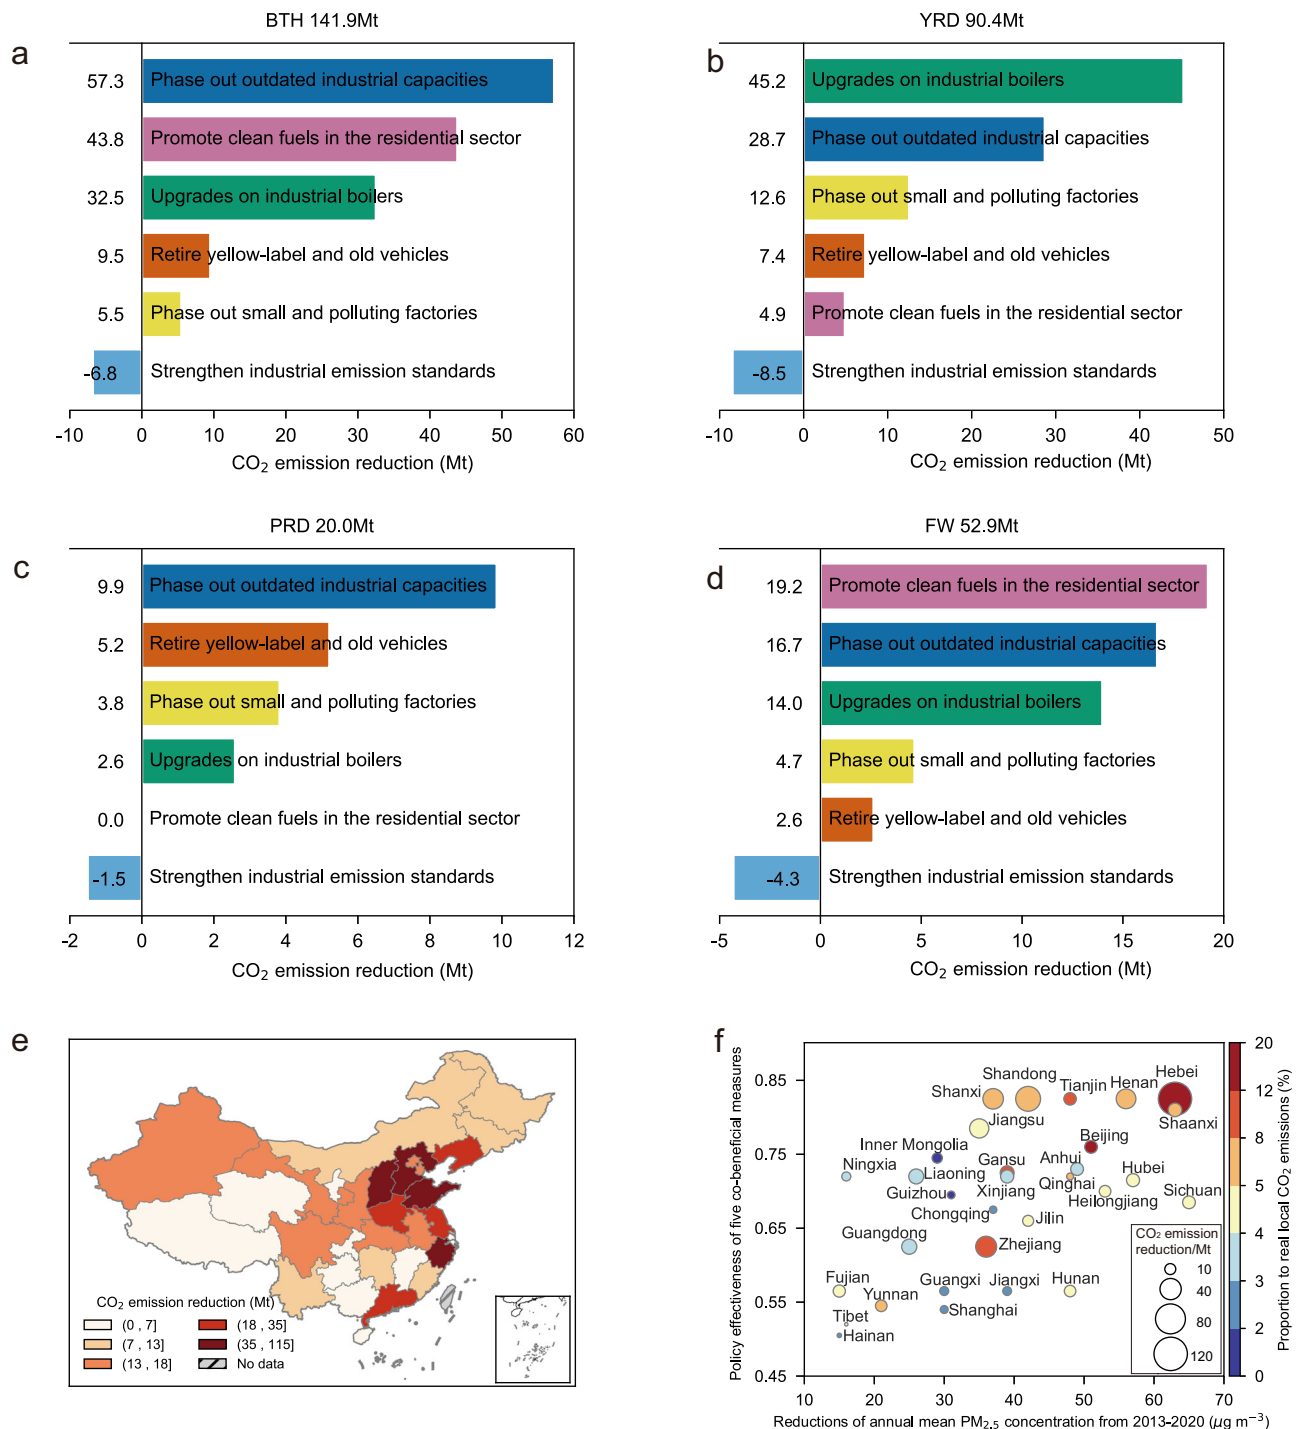 a
BTH 141.9Mt
57.3 Phase out outdated industrial capacities
43.8 Promote clean fuels in the residential sector
32.5 Upgrades on industrial boilers
9.5 Retire yellow-label and old vehicles
5.5 Phase out small and polluting factories
-6.8 Strengthen industrial emission standards
-10 0 10 20 30 40 50 60
CO₂ emission reduction (Mt)
b
YRD 90.4Mt
45.2 Upgrades on industrial boilers
28.7 Phase out outdated industrial capacities
12.6 Phase out small and polluting factories
7.4 Retire yellow-label and old vehicles
4.9 Promote clean fuels in the residential sector
-8.5 Strengthen industrial emission standards
-10 0 10 20 30 40 50
CO₂ emission reduction (Mt)
c
PRD 20.0Mt
9.9 Phase out outdated industrial capacities
5.2 Retire yellow-label and old vehicles
3.8 Phase out small and polluting factories
2.6 Upgrades on industrial boilers
0.0 Promote clean fuels in the residential sector
-1.5 Strengthen industrial emission standards
-2 0 2 4 6 8 10 12
CO₂ emission reduction (Mt)
d
FW 52.9Mt
19.2 Promote clean fuels in the residential sector
16.7 Phase out outdated industrial capacities
14.0 Upgrades on industrial boilers
4.7 Phase out small and polluting factories
2.6 Retire yellow-label and old vehicles
-4.3 Strengthen industrial emission standards
-5 0 5 10 15 20
CO₂ emission reduction (Mt)
e
CO₂ emission reduction (Mt)
(0 , 7] (18 , 35]
(7 , 13] (35 , 115]
(13 , 18] No data
f
Policy effectiveness of five co-beneficial measures
0.85
0.75
0.65
0.55
0.45
Hebei
Shandong
Shanxi
Tianjin
Henan
Shaanxi
Jiangsu
Beijing
Inner Mongolia
Ningxia
Liaoning
Gansu
Anhui
Hubei
Guizhou
Xinjiang
Qinghai
Heilongjiang
Sichuan
Chongqing
Jilin
Guangdong
Zhejiang
Fujian
Yunnan
Guangxi
Jiangxi
Hunan
Tibet
Shanghai
Hainan
CO₂ emission
reduction/Mt
10
40
80
120
10 20 30 40 50 60 70
Reductions of annual mean PM₂.₅ concentration from 2013-2020 (μg m⁻³)
20
12
8
5
4
3
2
0
Proportion to real local CO₂ emissions (%)